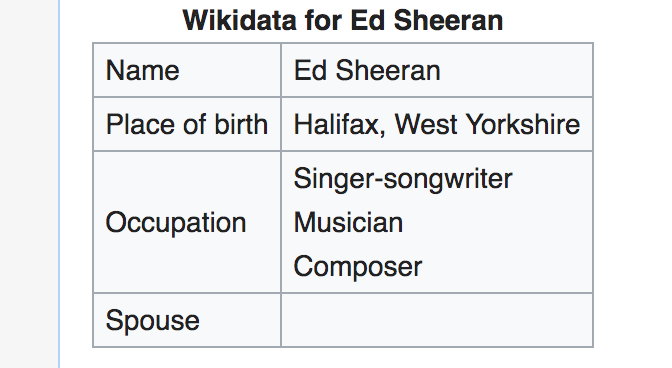 Wikidata for Ed Sheeran
Name Ed Sheeran
Place of birth Halifax, West Yorkshire
Occupation Singer-songwriter
Musician
Composer
Spouse